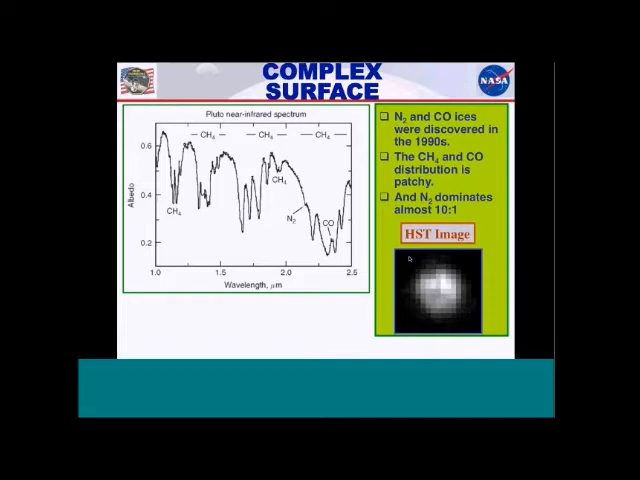 COMPLEX
SURFACE
NASA
Pluto near-infrared spectrum
CH₄
CH₄
CH₄
0.6
0.4
0.2
Albedo
CH₄
CH₄
N₂
CO
1.0
1.5
2.0
2.5
Wavelength, μm
N₂ and CO ices
were discovered in
the 1990s.
The CH₄ and CO
distribution is
patchy.
And N₂ dominates
almost 10:1
HST Image